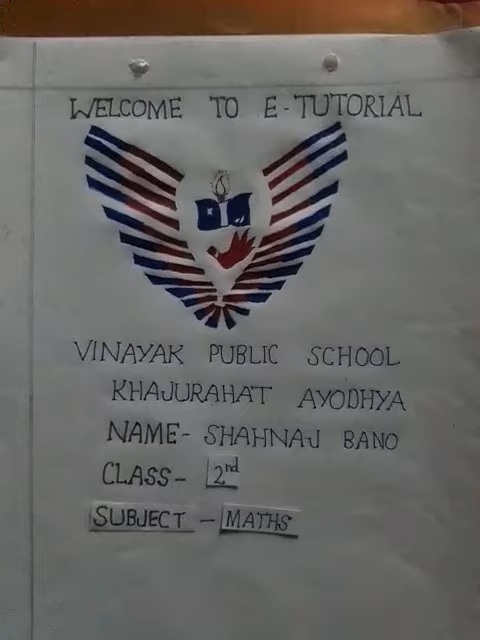 WELCOME TO E-TUTORIAL
VINAYAK PUBLIC SCHOOL
KHAJURAHAT AYODHYA
NAME- SHAHNAJ BANO
CLASS- 2nd
SUBJECT - MATHS